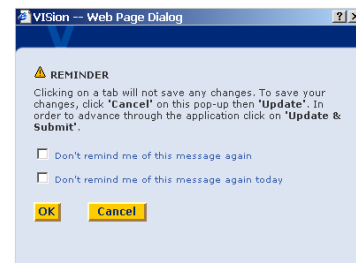 VISion -- Web Page Dialog
REMINDER
Clicking on a tab will not save any changes. To save your
changes, click 'Cancel' on this pop-up then 'Update'. In
order to advance through the application click on 'Update &
Submit'.
Don't remind me of this message again
Don't remind me of this message again today
OK Cancel